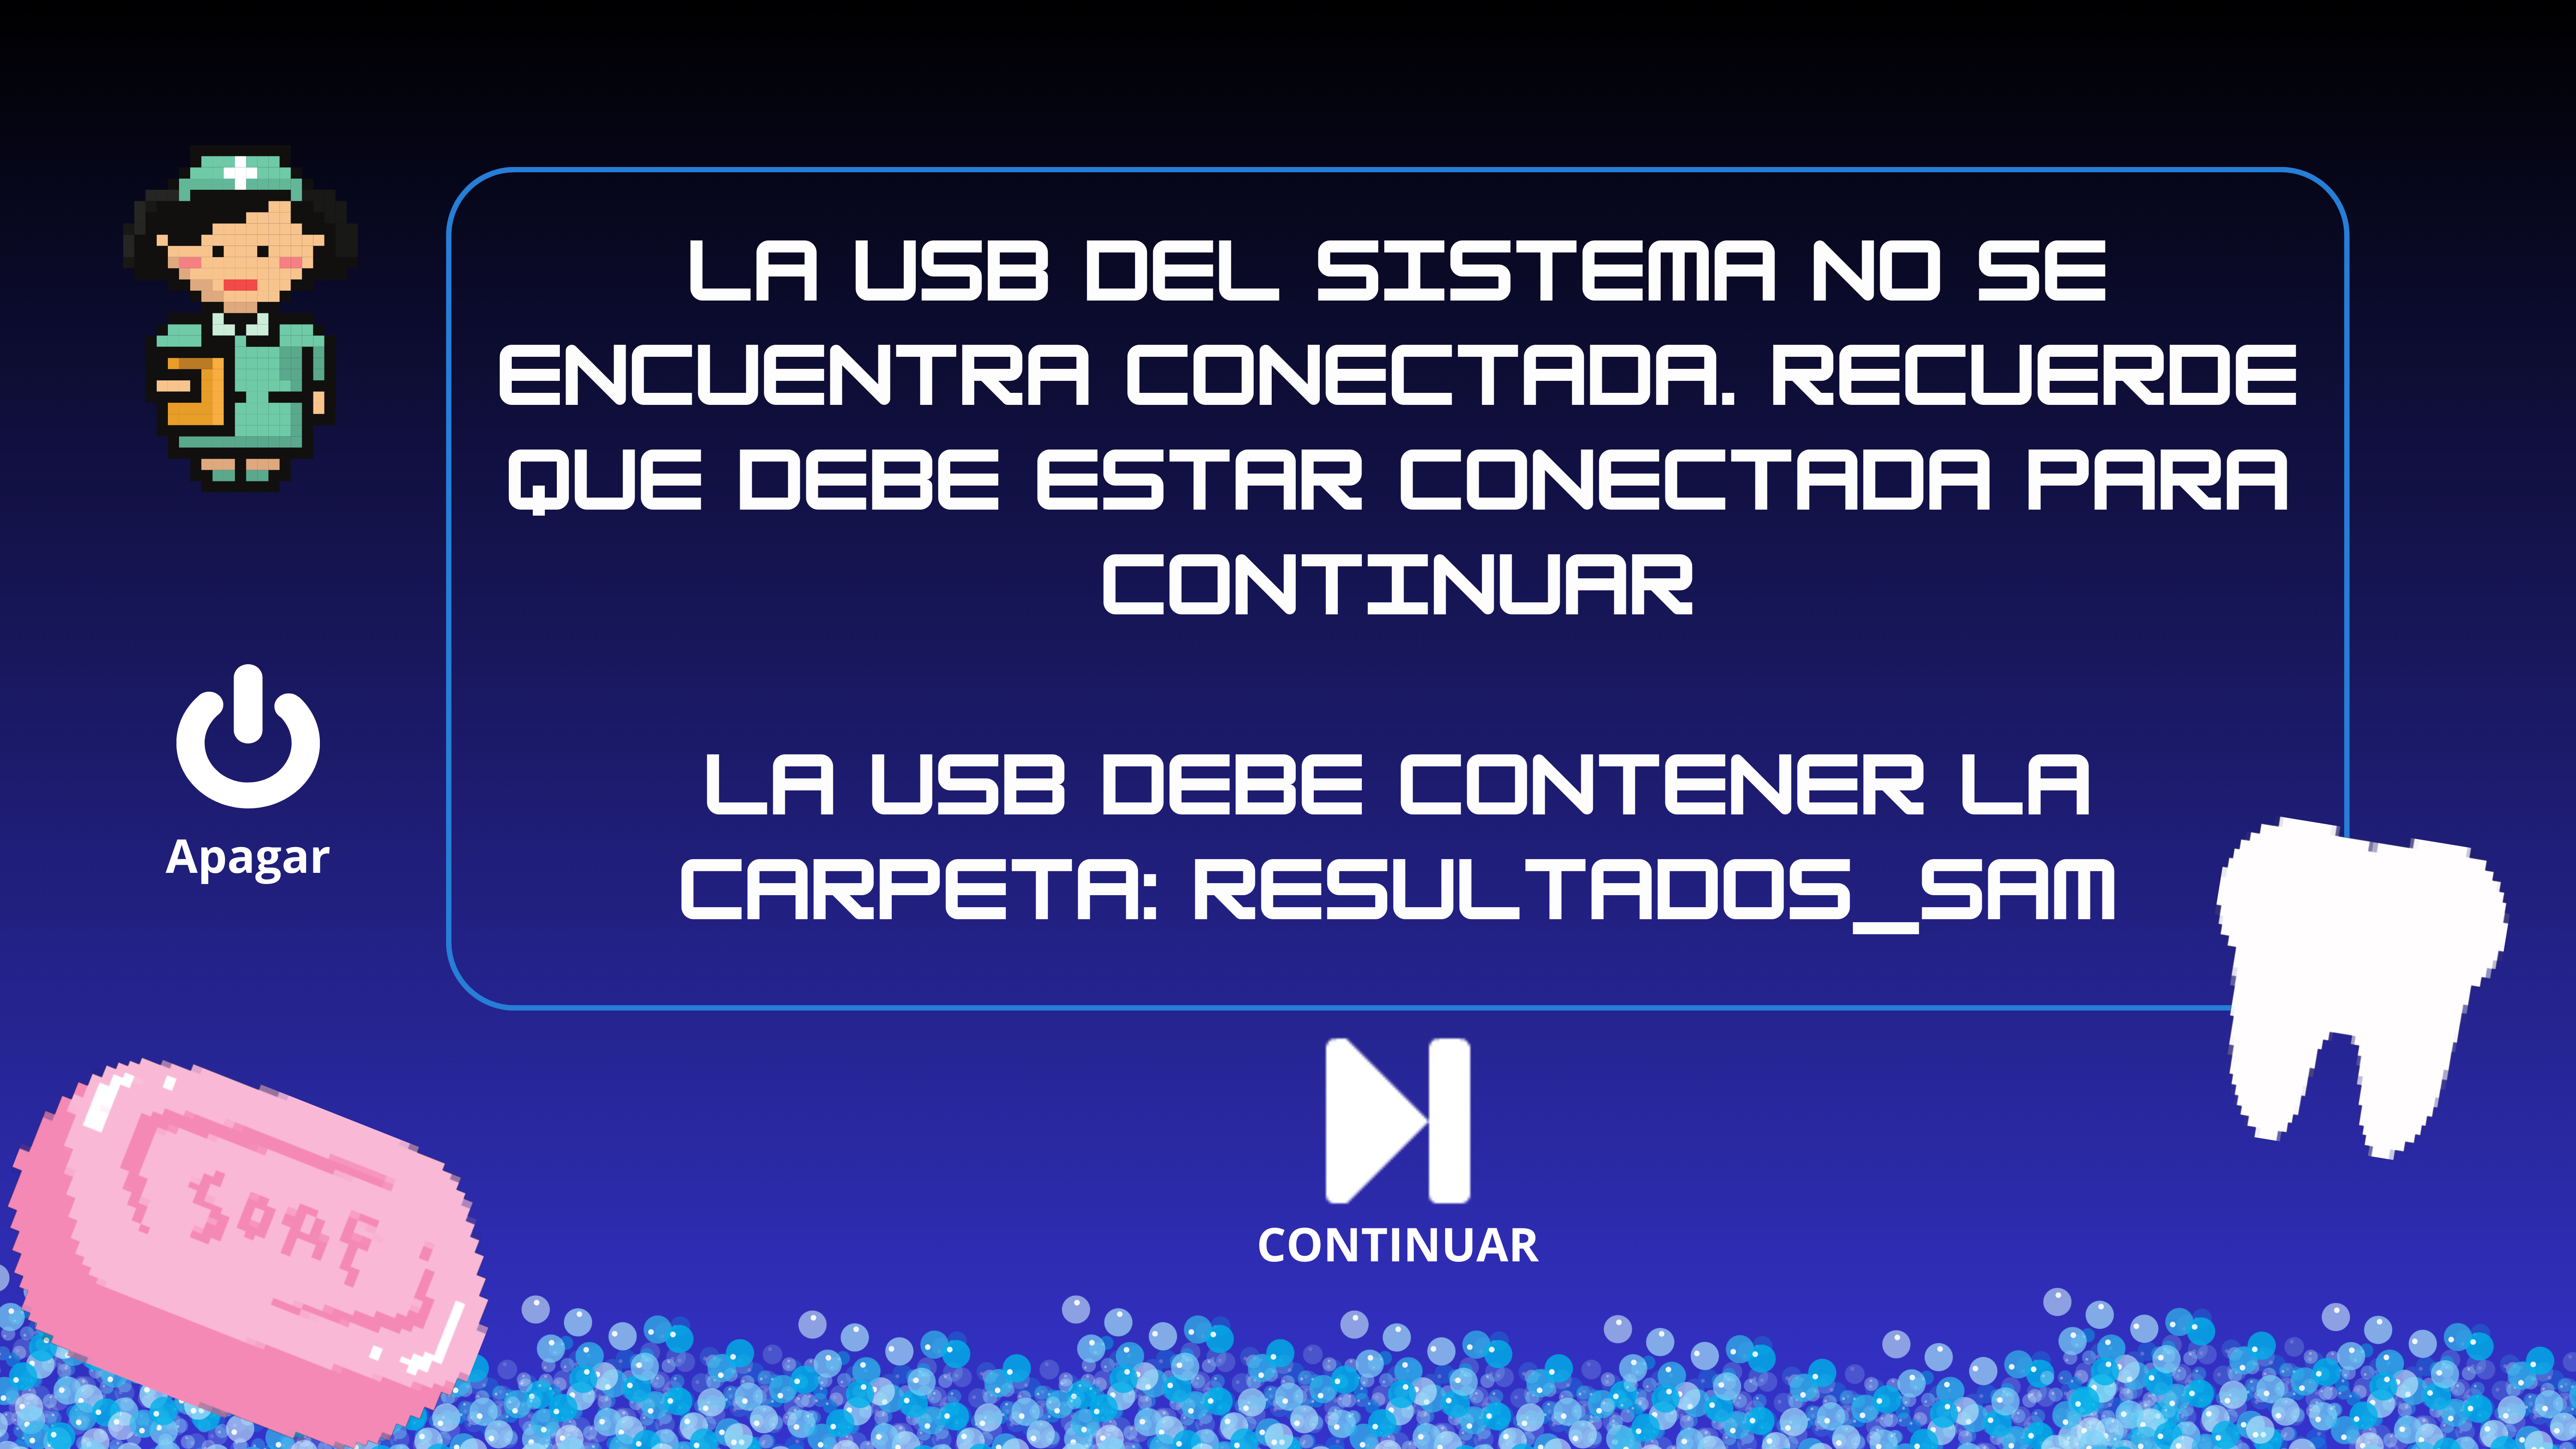 LA USB DEL SISTEMA NO SE
ENCUENTRA CONECTADA. RECUERDE
QUE DEBE ESTAR CONECTADA PARA
CONTINUAR
LA USB DEBE CONTENER LA
CARPETA: RESULTADOS_SAM
Apagar
SOAP
CONTINUAR